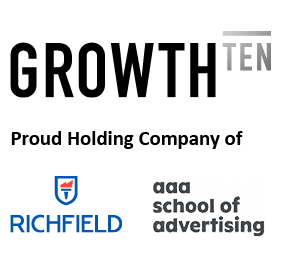 GROWTH TEN
Proud Holding Company of
RICHFIELD
aaa
school of
advertising